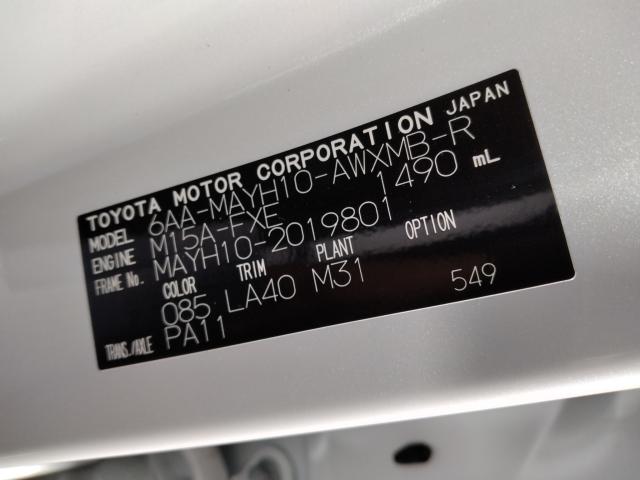 TOYOTA MOTOR CORPORATION JAPAN
MODEL 6AA-MAYH10-AWXMB-R
ENGINE M15A-FXE 1490 mL
FRAME No. MAYH10-2019801
COLOR TRIM PLANT OPTION
085 LA40 M31 549
TRANS./AXLE PA11